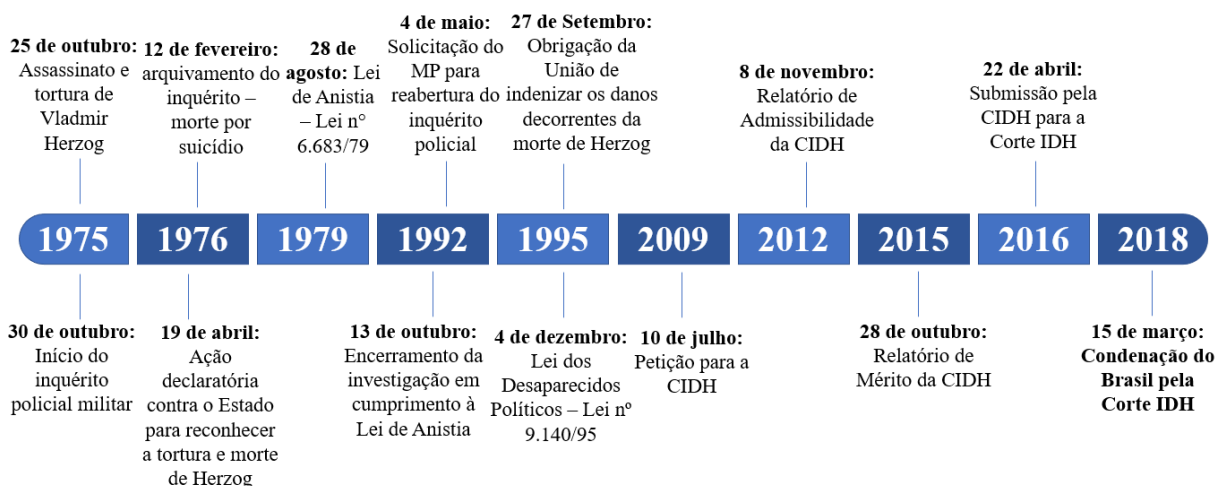 25 de outubro:
Assassinato e
tortura de
Vladmir
Herzog
12 de fevereiro:
arquivamento do
inquérito –
morte por
suicídio
28 de
agosto: Lei
de Anistia
– Lei n°
6.683/79
4 de maio:
Solicitação do
MP para
reabertura do
inquérito
policial
27 de Setembro:
Obrigação da
União de
indenizar os danos
decorrentes da
morte de Herzog
8 de novembro:
Relatório de
Admissibilidade
da CIDH
22 de abril:
Submissão pela
CIDH para a
Corte IDH
1975
1976
1979
1992
1995
2009
2012
2015
2016
2018
30 de outubro:
Início do
inquérito
policial militar
19 de abril:
Ação
declaratória
contra o Estado
para reconhecer
a tortura e morte
de Herzog
13 de outubro:
Encerramento da
investigação em
cumprimento à
Lei de Anistia
4 de dezembro:
Lei dos
Desaparecidos
Políticos – Lei nº
9.140/95
10 de julho:
Petição para a
CIDH
28 de outubro:
Relatório de
Mérito da CIDH
15 de março:
Condenação do
Brasil pela
Corte IDH